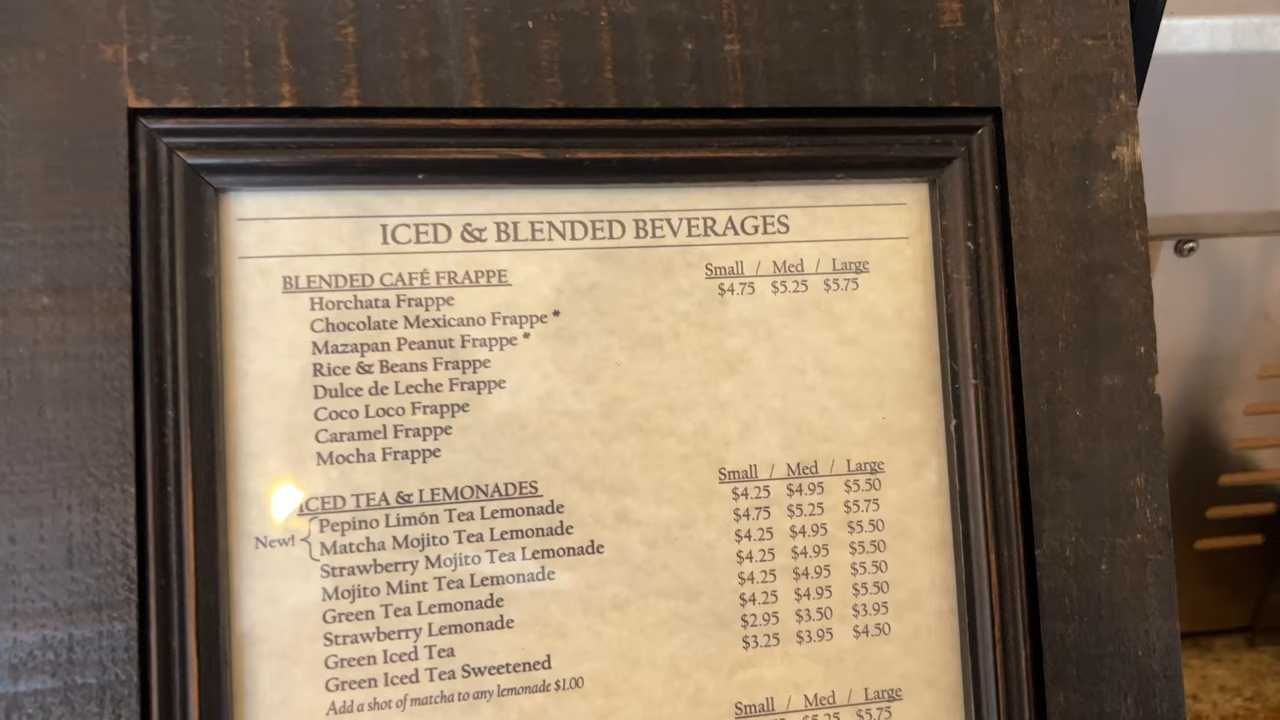 ICED & BLENDED BEVERAGES
BLENDED CAFÉ FRAPPE Small / Med / Large
Horchata Frappe $4.75 $5.25 $5.75
Chocolate Mexicano Frappe *
Mazapan Peanut Frappe *
Rice & Beans Frappe
Dulce de Leche Frappe
Coco Loco Frappe
Caramel Frappe
Mocha Frappe
ICED TEA & LEMONADES Small / Med / Large
New! Pepino Limón Tea Lemonade $4.25 $4.95 $5.50
Matcha Mojito Tea Lemonade $4.75 $5.25 $5.75
Strawberry Mojito Tea Lemonade $4.25 $4.95 $5.50
Mojito Mint Tea Lemonade $4.25 $4.95 $5.50
Green Tea Lemonade $4.25 $4.95 $5.50
Strawberry Lemonade $4.25 $4.95 $5.50
Green Iced Tea $2.95 $3.50 $3.95
Green Iced Tea Sweetened $3.25 $3.95 $4.50
Add a shot of matcha to any lemonade $1.00
Small / Med / Large
$5.25 $5.75